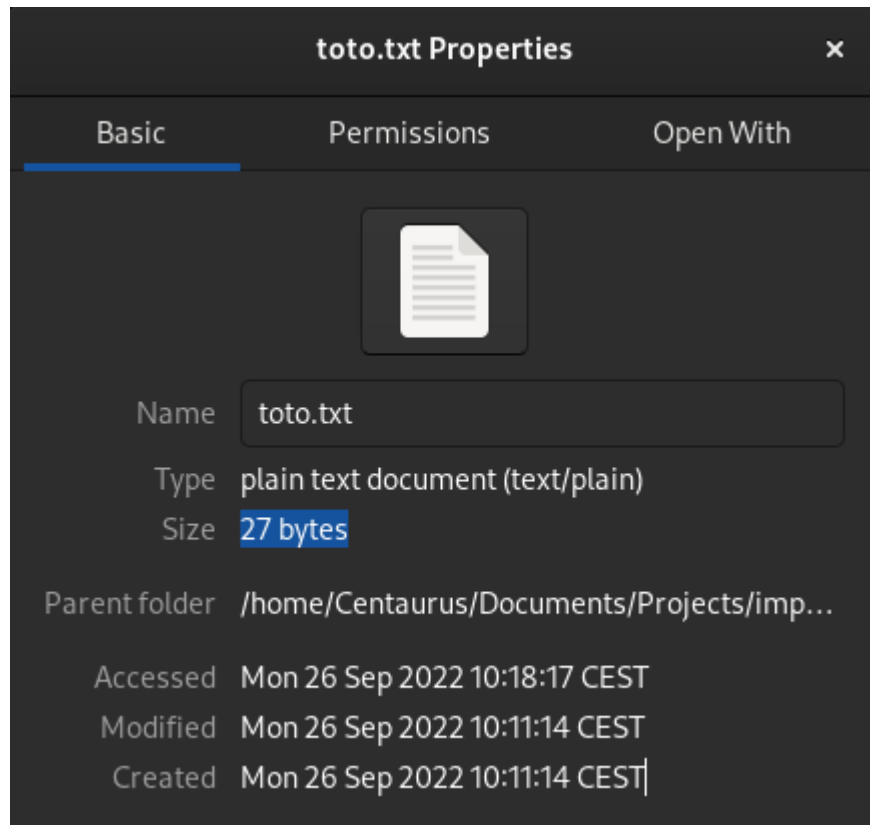 toto.txt Properties ×
Basic Permissions Open With
Name toto.txt
Type plain text document (text/plain)
Size 27 bytes
Parent folder /home/Centaurus/Documents/Projects/imp...
Accessed Mon 26 Sep 2022 10:18:17 CEST
Modified Mon 26 Sep 2022 10:11:14 CEST
Created Mon 26 Sep 2022 10:11:14 CEST